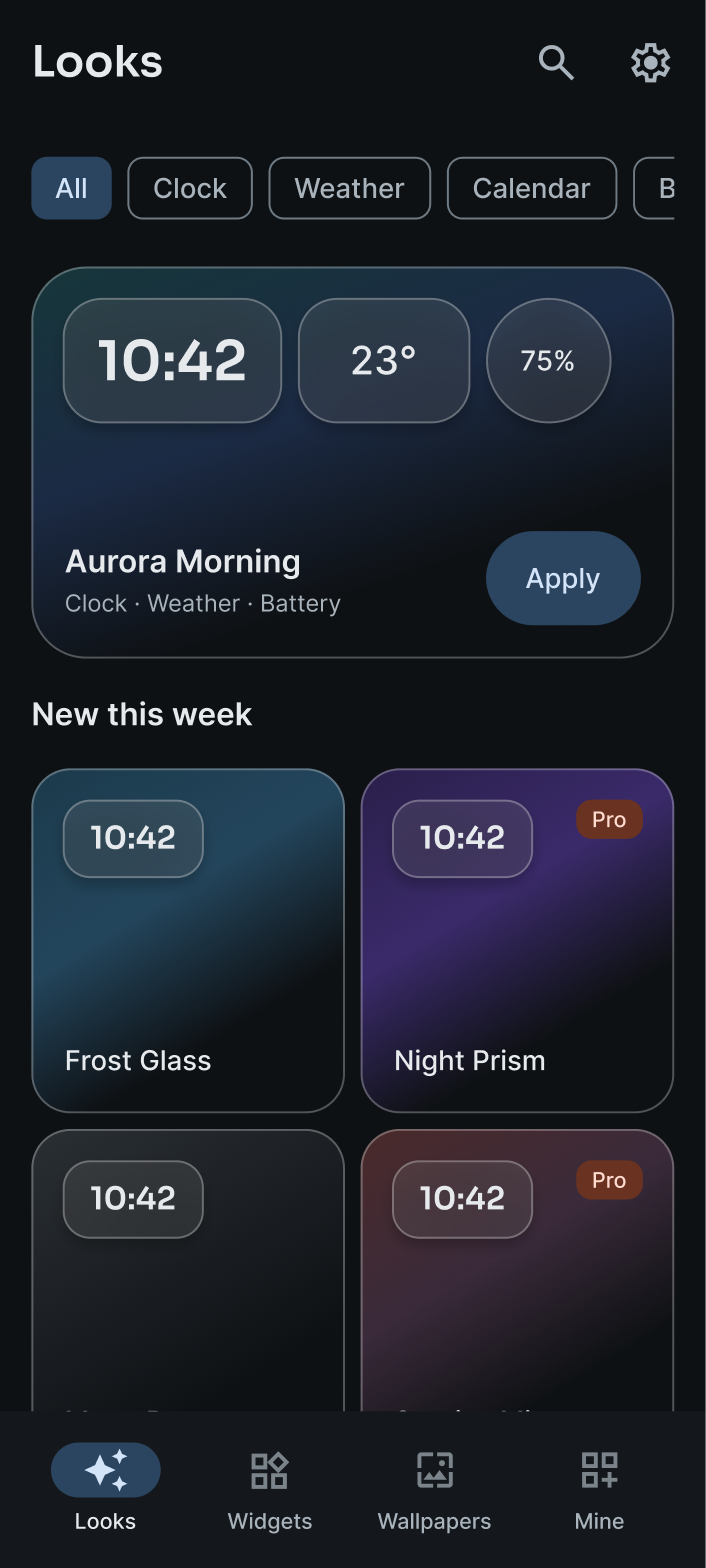 Looks
All
Clock
Weather
Calendar
B
10:42
23°
75%
Aurora Morning
Clock · Weather · Battery
Apply
New this week
10:42
10:42
Pro
Frost Glass
Night Prism
10:42
10:42
Pro
Looks
Widgets
Wallpapers
Mine